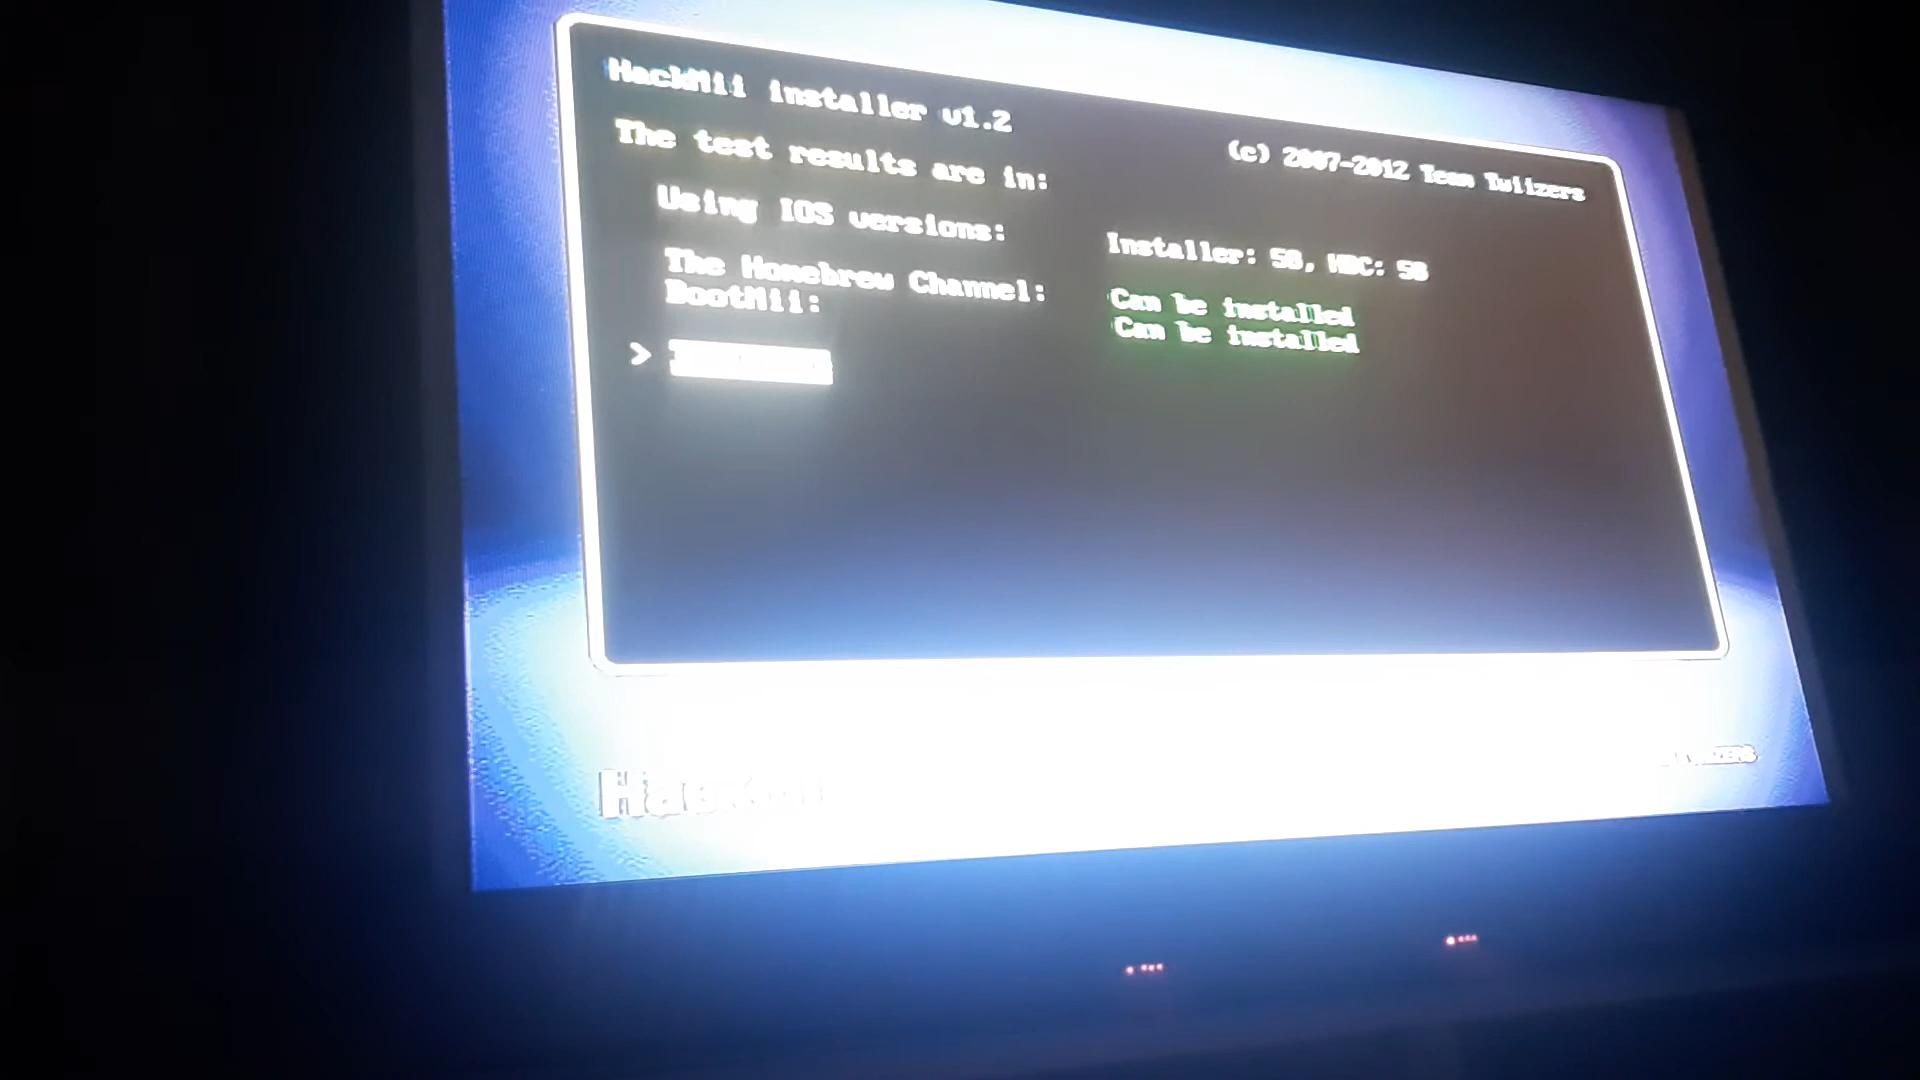 HackMii installer v1.2
(c) 2007-2012 Team Twiizers
The test results are in:
Using IOS versions: Installer: 58, HBC: 58
The Homebrew Channel: Can be installed
BootMii: Can be installed
>